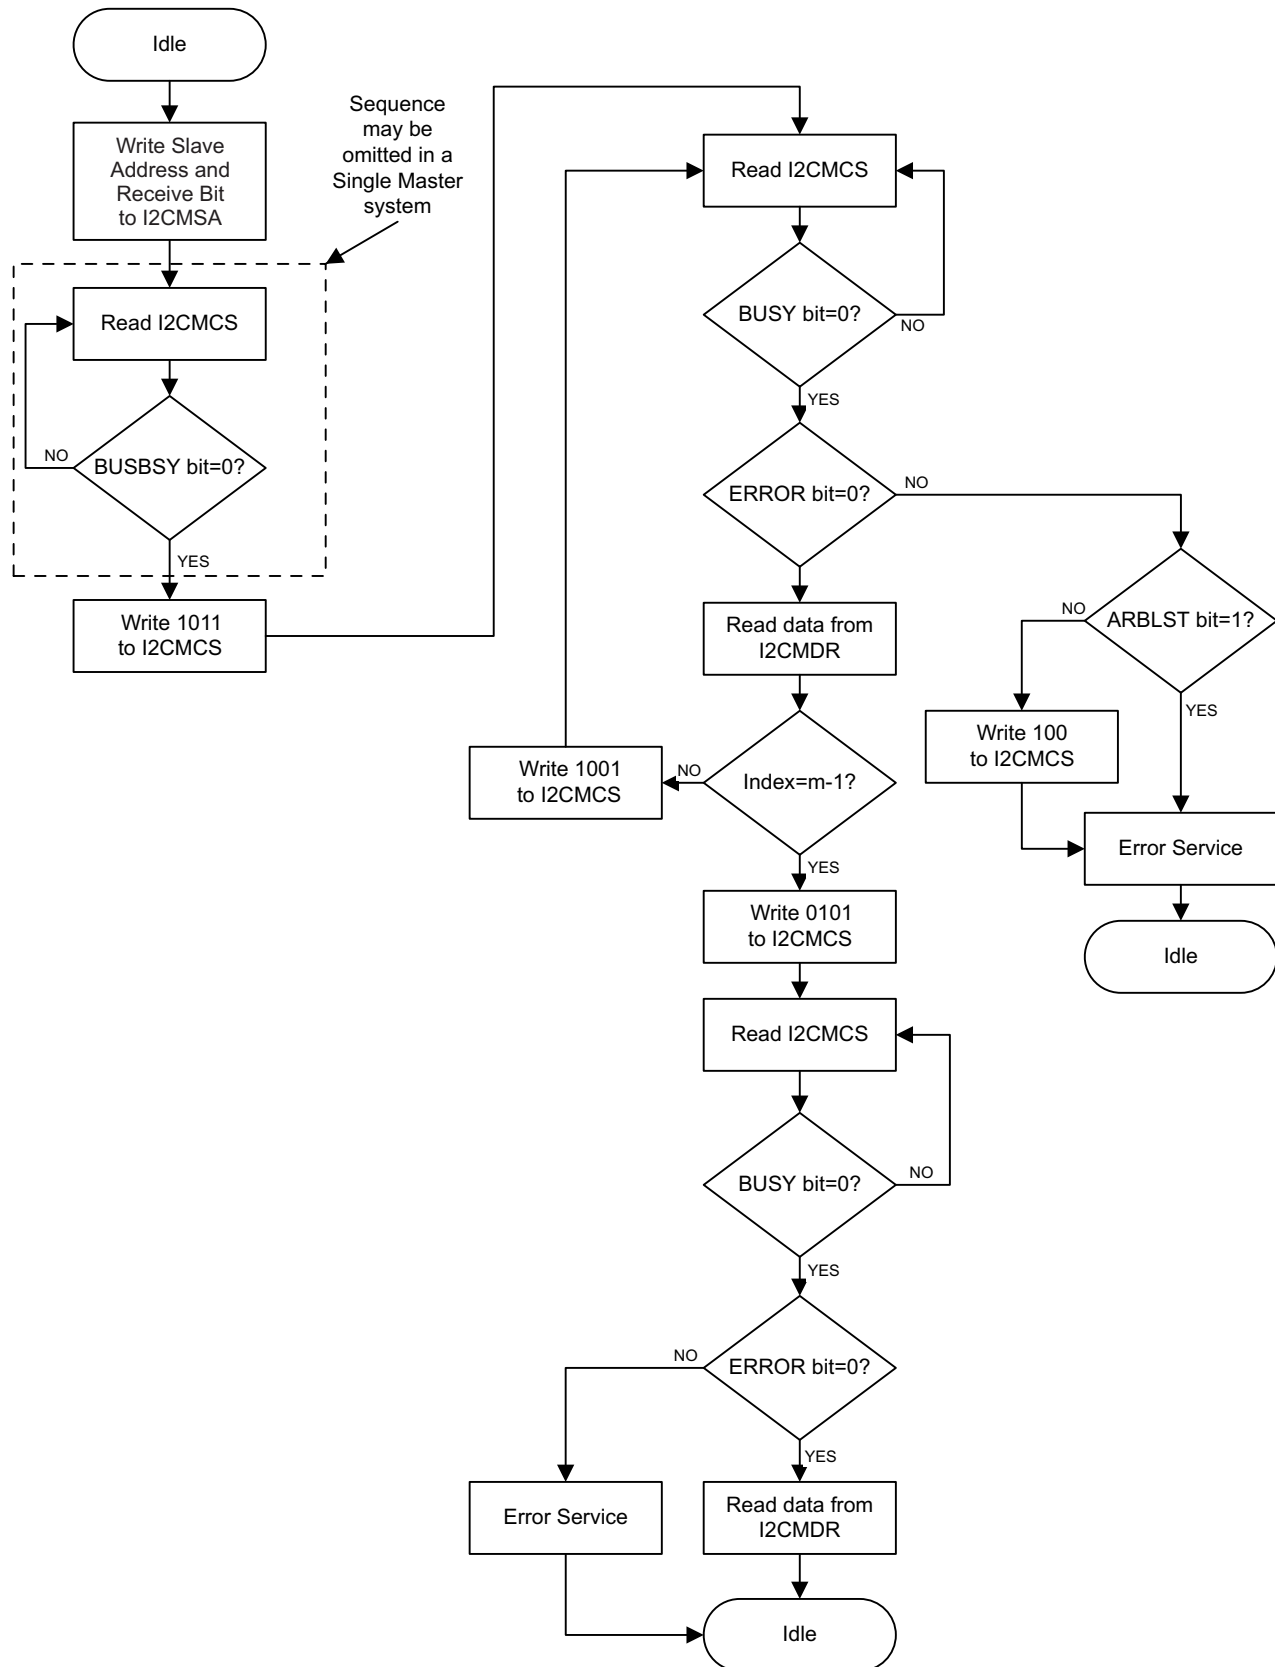 Idle
Write Slave
Address and
Receive Bit
to I2CMSA
Sequence
may be
omitted in a
Single Master
system
Read I2CMCS
BUSBSY bit=0?
NO
YES
Write 1011
to I2CMCS
Read I2CMCS
BUSY bit=0?
NO
YES
ERROR bit=0?
NO
ARBLST bit=1?
NO
YES
Write 100
to I2CMCS
Error Service
Idle
Read data from
I2CMDR
Index=m-1?
NO
Write 1001
to I2CMCS
YES
Write 0101
to I2CMCS
Read I2CMCS
BUSY bit=0?
NO
YES
ERROR bit=0?
NO
YES
Error Service
Read data from
I2CMDR
Idle